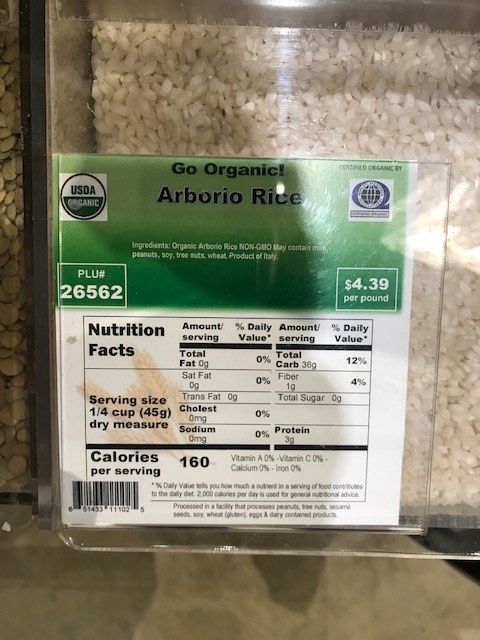 Go Organic!
CERTIFIED ORGANIC BY
Arborio Rice
USDA
ORGANIC
Ingredients: Organic Arborio Rice NON-GMO May contain milk,
peanuts, soy, tree nuts, wheat. Product of Italy.
PLU#
26562
$4.39
per pound
Nutrition
Facts
Amount/ serving % Daily Value* Amount/ serving % Daily Value*
Total Fat 0g 0% Total Carb 36g 12%
Sat Fat 0g 0% Fiber 1g 4%
Trans Fat 0g Total Sugar 0g
Cholest 0mg 0%
Sodium 0mg 0% Protein 3g
Serving size
1/4 cup (45g)
dry measure
Calories
per serving
160
Vitamin A 0% - Vitamin C 0% -
Calcium 0% - Iron 0%
* % Daily Value tells you how much a nutrient in a serving of food contributes
to the daily diet. 2,000 calories per day is used for general nutritional advice.
6 51433 11102 5
Processed in a facility that processes peanuts, tree nuts, sesame
seeds, soy, wheat (gluten), eggs & dairy contained products.